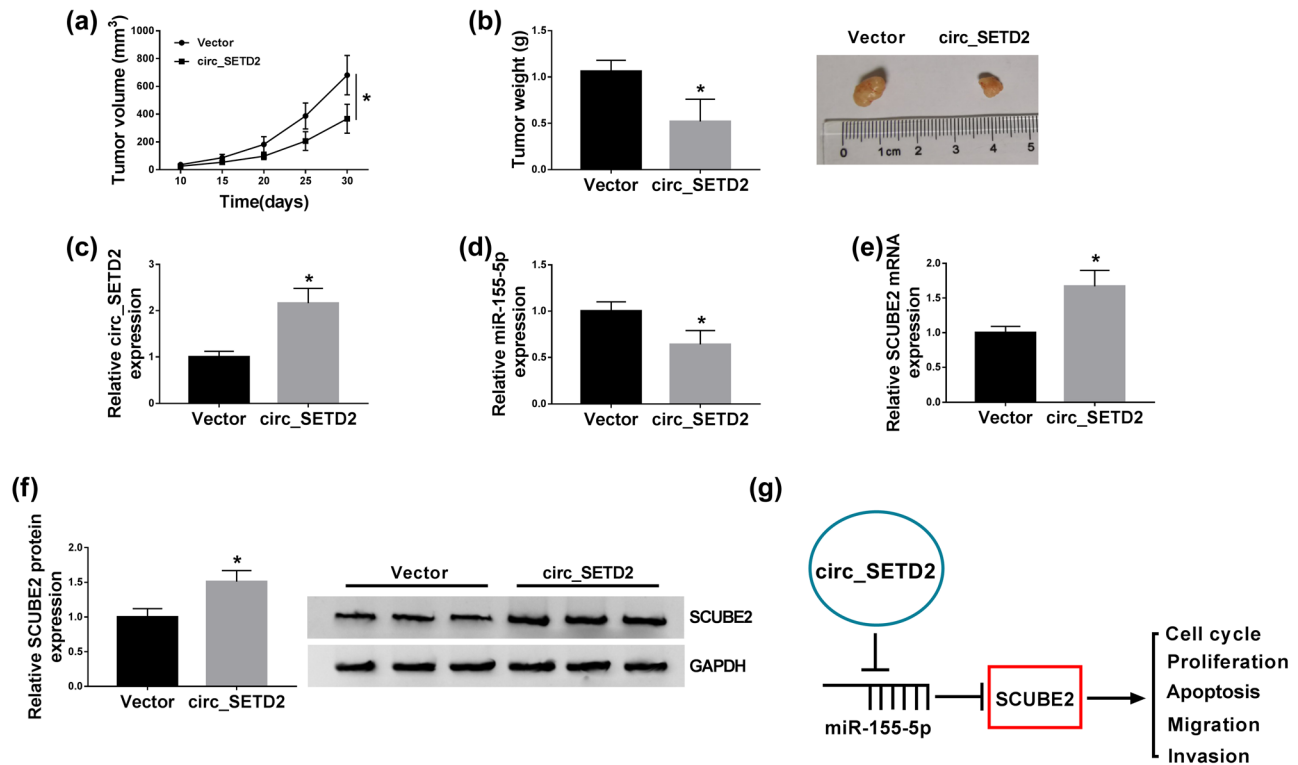 (a)
Tumor volume (mm³)
1000
800
600
400
200
0
Vector
circ_SETD2
*
10 15 20 25 30
Time(days)
(b)
Tumor weight (g)
1.5
1.0
0.5
0.0
*
Vector circ_SETD2
Vector circ_SETD2
0 1cm 2 3 4 5
(c)
Relative circ_SETD2
expression
3
2
1
0
*
Vector circ_SETD2
(d)
Relative miR-155-5p
expression
1.5
1.0
0.5
0.0
*
Vector circ_SETD2
(e)
Relative SCUBE2 mRNA
expression
2.0
1.5
1.0
0.5
0.0
*
Vector circ_SETD2
(f)
Relative SCUBE2 protein
expression
2.0
1.5
1.0
0.5
0.0
*
Vector circ_SETD2
Vector circ_SETD2
SCUBE2
GAPDH
(g)
circ_SETD2
miR-155-5p
SCUBE2
Cell cycle
Proliferation
Apoptosis
Migration
Invasion